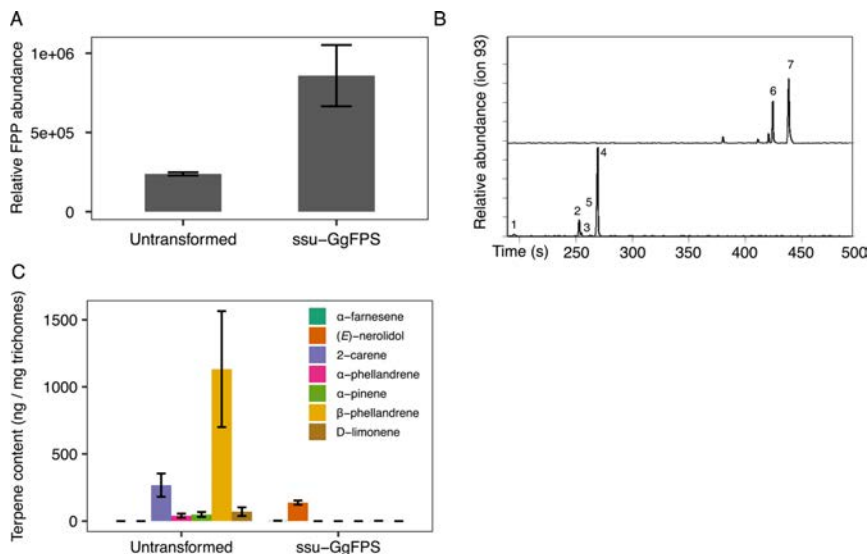 A
Relative FPP abundance
1e+06
5e+05
0
Untransformed
ssu-GgFPS
B
Relative abundance (ion 93)
7
6
4
5
2
3
1
Time (s)
250
300
350
400
450
500
C
Terpene content (ng / mg trichomes)
1500
1000
500
0
α-farnesene
(E)-nerolidol
2-carene
α-phellandrene
α-pinene
β-phellandrene
D-limonene
Untransformed
ssu-GgFPS